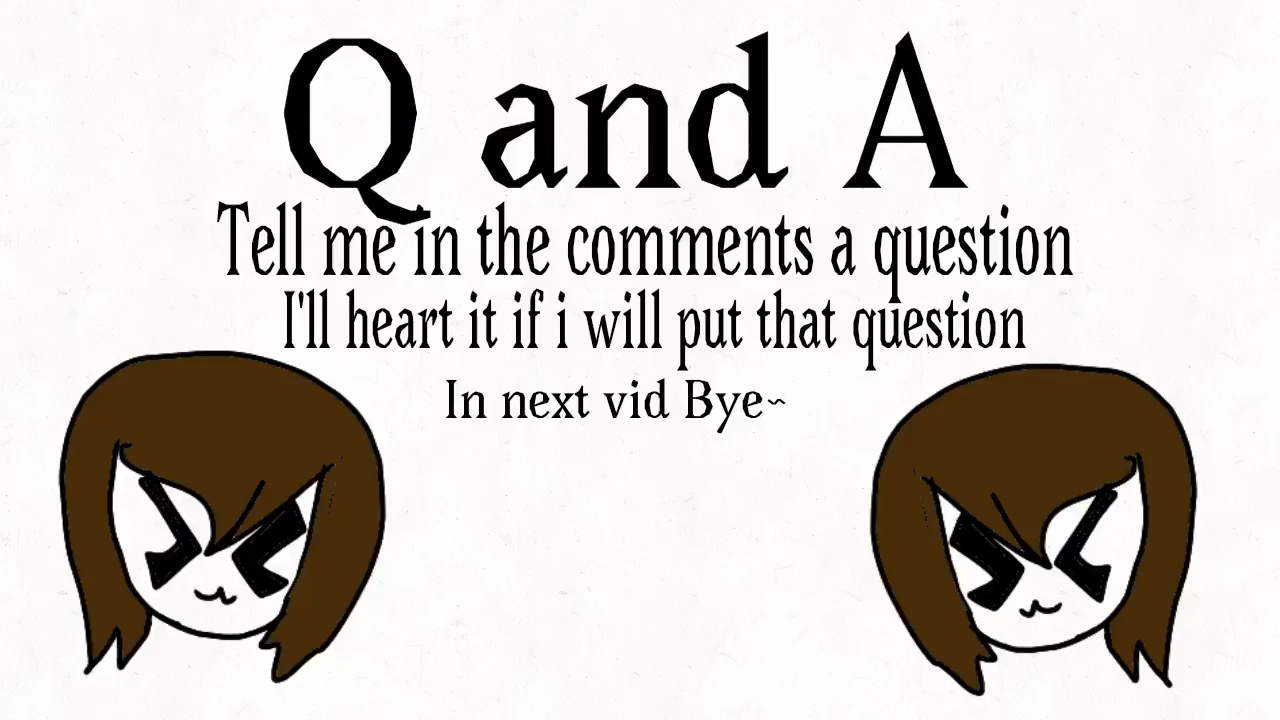 Q and A
Tell me in the comments a question
I'll heart it if i will put that question
In next vid Bye~